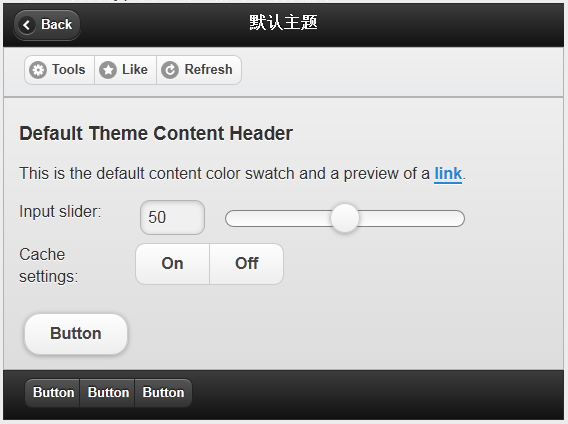 Back
默认主题
Tools Like Refresh
Default Theme Content Header
This is the default content color swatch and a preview of a link.
Input slider: 50
Cache settings:
On Off
Button
Button Button Button